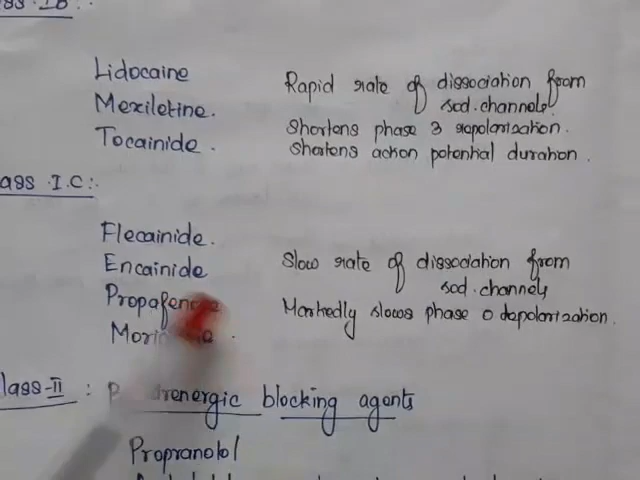 Lidocaine
Rapid rate of dissociation from
sod.channels.
Mexiletine.
Shortens phase 3 repolarization.
Tocainide.
Shortens action potential duration.
I.C:.
Flecainide.
Encainide
Slow rate of dissociation from
sod.channels
Markedly slows phase 0 depolarization.
II : blocking agents
Propranolol